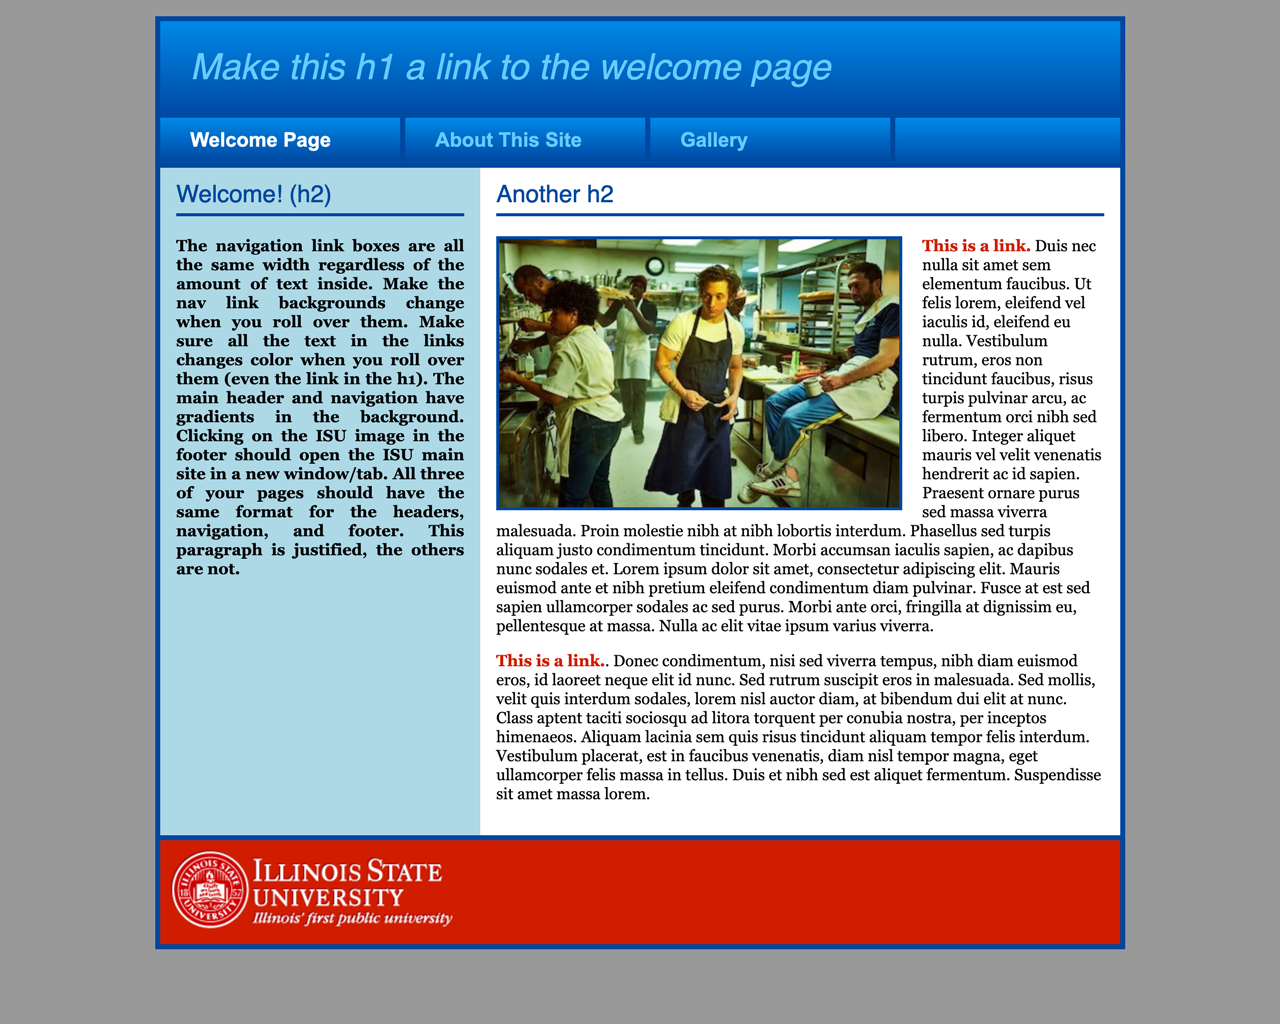 Make this h1 a link to the welcome page
Welcome Page
About This Site
Gallery
Welcome! (h2)
The navigation link boxes are all
the same width regardless of the
amount of text inside. Make the
nav link backgrounds change
when you roll over them. Make
sure all the text in the links
changes color when you roll over
them (even the link in the h1). The
main header and navigation have
gradients in the background.
Clicking on the ISU image in the
footer should open the ISU main
site in a new window/tab. All three
of your pages should have the
same format for the headers,
navigation, and footer. This
paragraph is justified, the others
are not.
Another h2
This is a link. Duis nec
nulla sit amet sem
elementum faucibus. Ut
felis lorem, eleifend vel
iaculis id, eleifend eu
nulla. Vestibulum
rutrum, eros non
tincidunt faucibus, risus
turpis pulvinar arcu, ac
fermentum orci nibh sed
libero. Integer aliquet
mauris vel velit venenatis
hendrerit ac id sapien.
Praesent ornare purus
sed massa viverra
malesuada. Proin molestie nibh at nibh lobortis interdum. Phasellus sed turpis
aliquam justo condimentum tincidunt. Morbi accumsan iaculis sapien, ac dapibus
nunc sodales et. Lorem ipsum dolor sit amet, consectetur adipiscing elit. Mauris
euismod ante et nibh pretium eleifend condimentum diam pulvinar. Fusce at est sed
sapien ullamcorper sodales ac sed purus. Morbi ante orci, fringilla at dignissim eu,
pellentesque at massa. Nulla ac elit vitae ipsum varius viverra.
This is a link.. Donec condimentum, nisi sed viverra tempus, nibh diam euismod
eros, id laoreet neque elit id nunc. Sed rutrum suscipit eros in malesuada. Sed mollis,
velit quis interdum sodales, lorem nisl auctor diam, at bibendum dui elit at nunc.
Class aptent taciti sociosqu ad litora torquent per conubia nostra, per inceptos
himenaeos. Aliquam lacinia sem quis risus tincidunt aliquam tempor felis interdum.
Vestibulum placerat, est in faucibus venenatis, diam nisl tempor magna, eget
ullamcorper felis massa in tellus. Duis et nibh sed est aliquet fermentum. Suspendisse
sit amet massa lorem.
ILLINOIS STATE
UNIVERSITY
18 57
ILLINOIS STATE
UNIVERSITY
Illinois' first public university